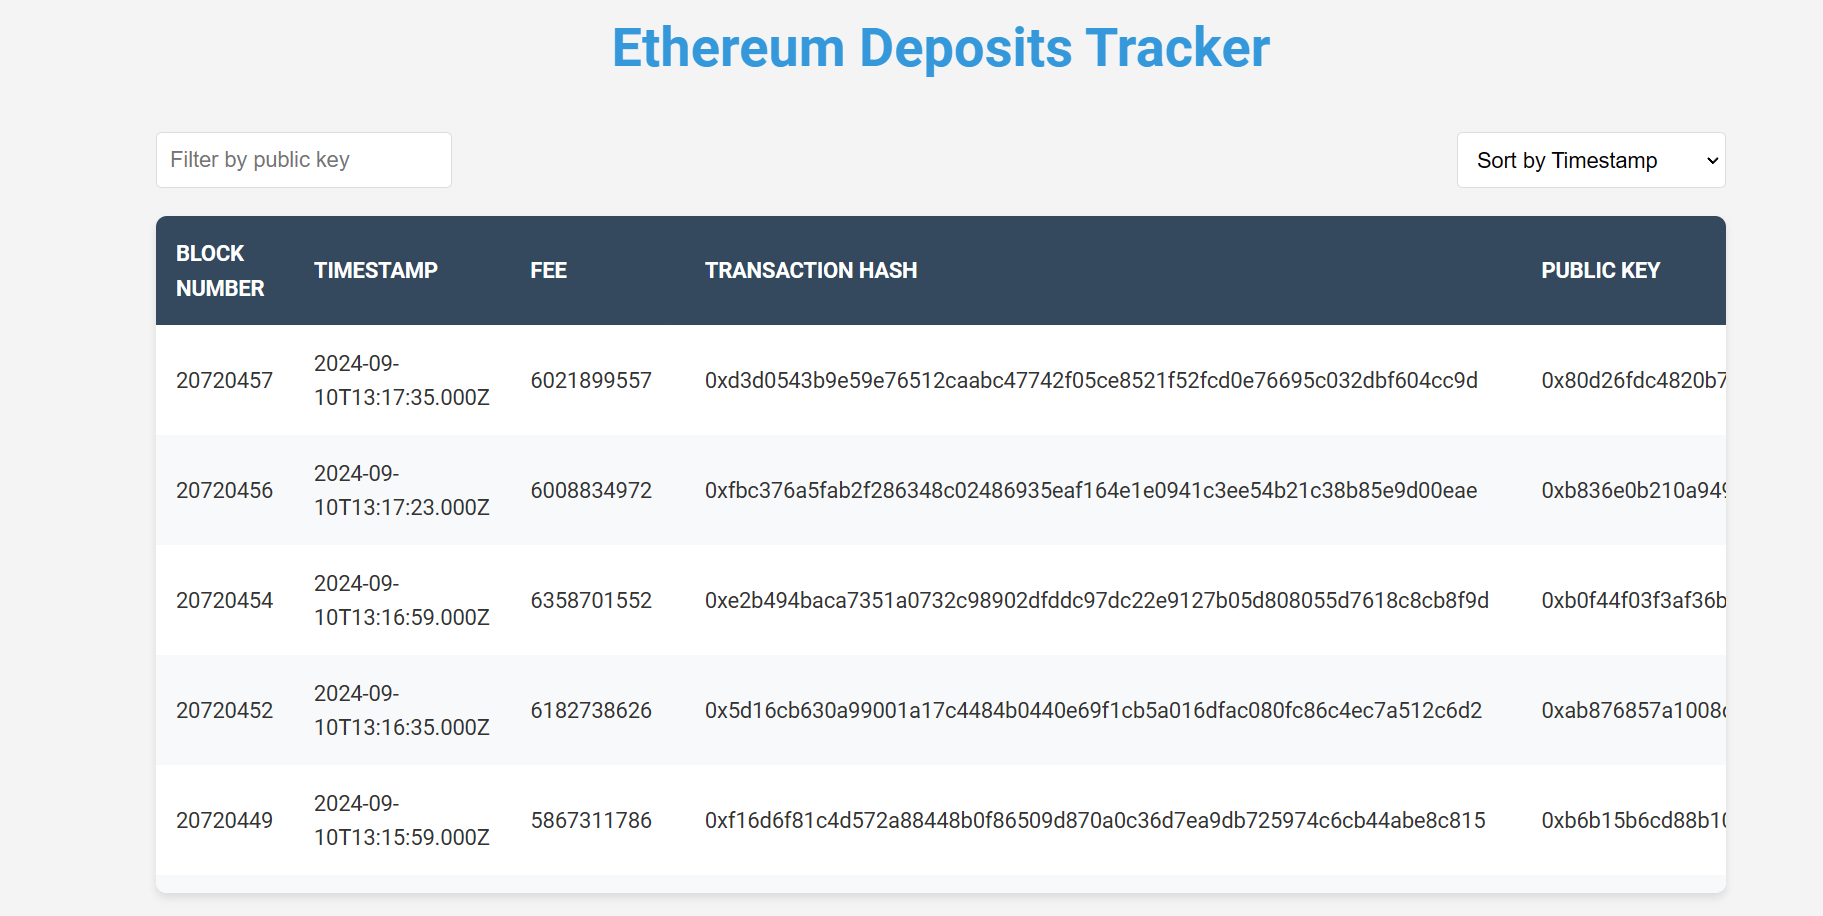 Ethereum Deposits Tracker
Filter by public key
Sort by Timestamp
BLOCK NUMBER TIMESTAMP FEE TRANSACTION HASH PUBLIC KEY
20720457 2024-09-10T13:17:35.000Z 6021899557 0xd3d0543b9e59e76512caabc47742f05ce8521f52fcd0e76695c032dbf604cc9d 0x80d26fdc4820b7
20720456 2024-09-10T13:17:23.000Z 6008834972 0xfbc376a5fab2f286348c02486935eaf164e1e0941c3ee54b21c38b85e9d00eae 0xb836e0b210a949
20720454 2024-09-10T13:16:59.000Z 6358701552 0xe2b494baca7351a0732c98902dfddc97dc22e9127b05d808055d7618c8cb8f9d 0xb0f44f03f3af36b
20720452 2024-09-10T13:16:35.000Z 6182738626 0x5d16cb630a99001a17c4484b0440e69f1cb5a016dfac080fc86c4ec7a512c6d2 0xab876857a1008c
20720449 2024-09-10T13:15:59.000Z 5867311786 0xf16d6f81c4d572a88448b0f86509d870a0c36d7ea9db725974c6cb44abe8c815 0xb6b15b6cd88b10